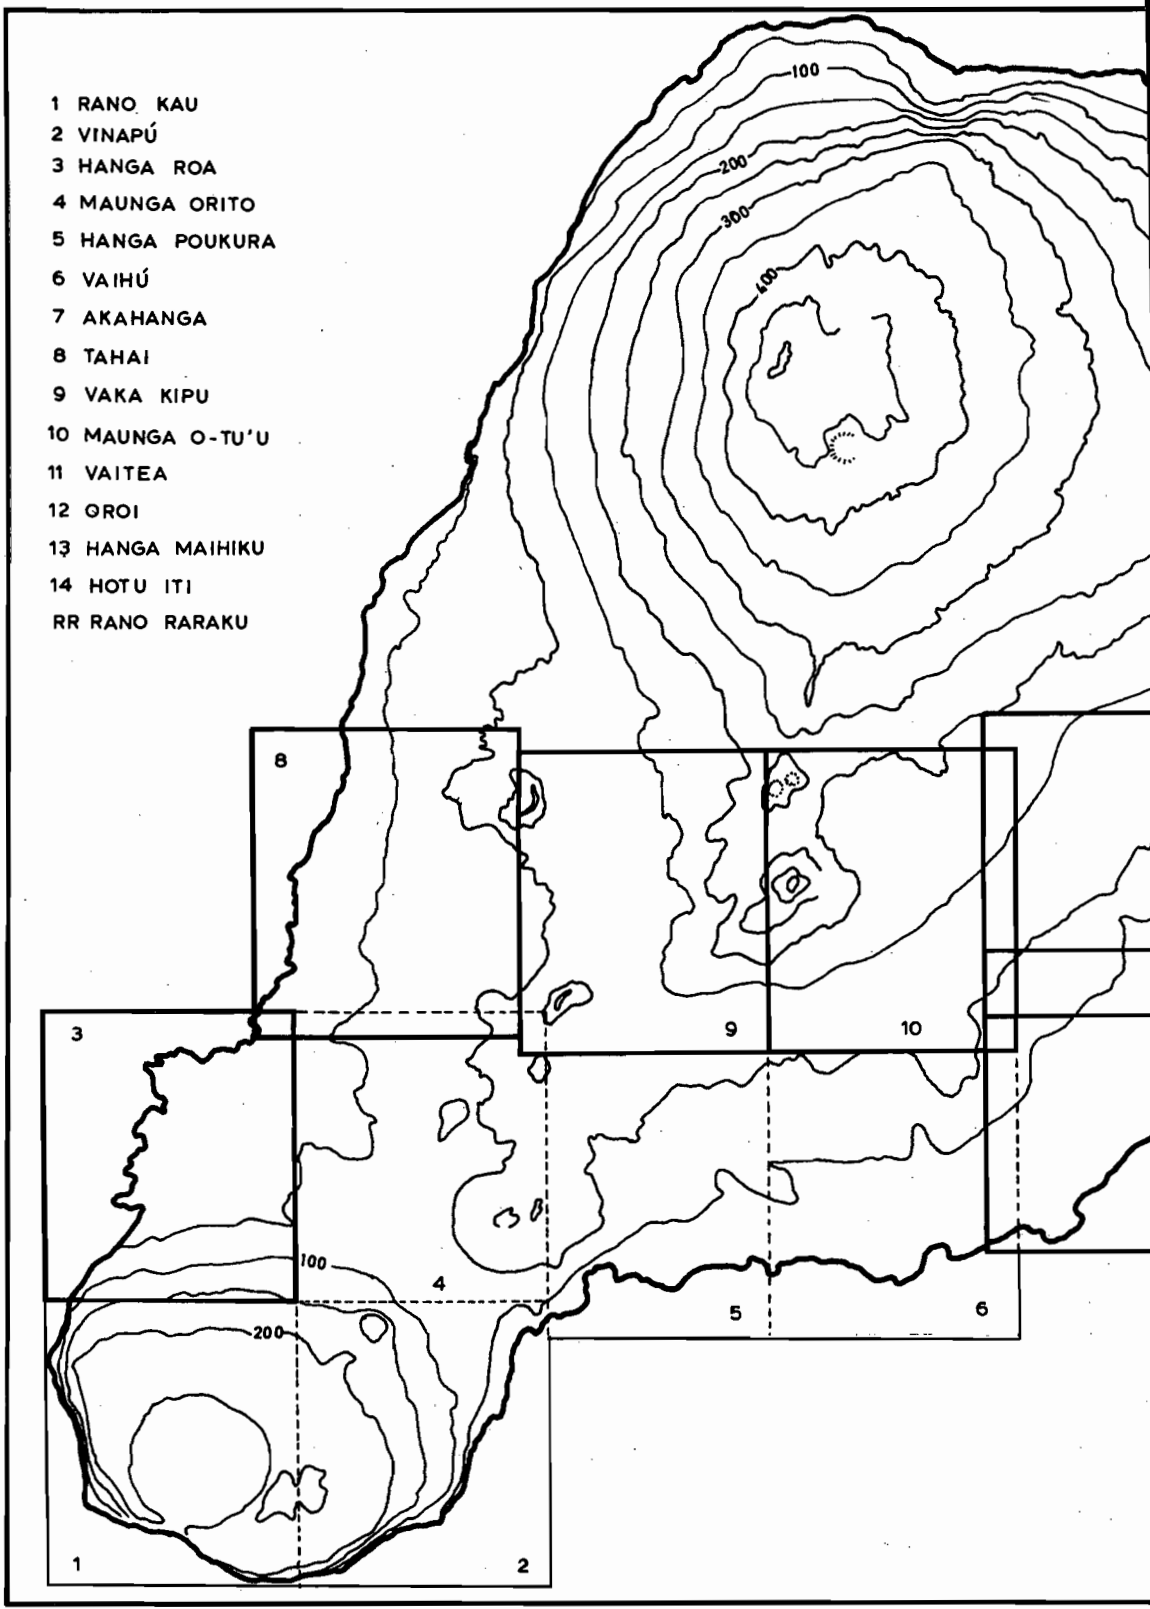 1 RANO KAU
2 VINAPÚ
3 HANGA ROA
4 MAUNGA ORITO
5 HANGA POUKURA
6 VAIHÚ
7 AKAHANGA
8 TAHAI
9 VAKA KIPU
10 MAUNGA O-TU'U
11 VAITEA
12 OROI
13 HANGA MAIHIKU
14 HOTU ITI
RR RANO RARAKU
100
200
300
400
8
9
10
3
100
4
5
6
200
1
2